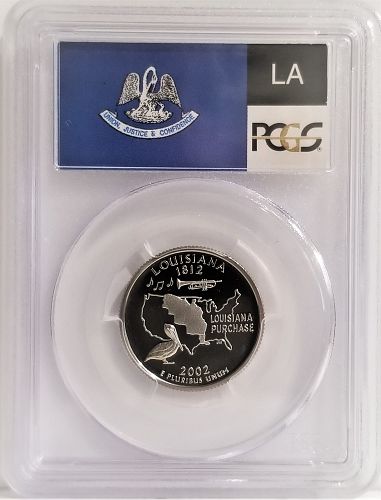 LA
UNION, JUSTICE & CONFIDENCE
PCGS
LOUISIANA
1812
LOUISIANA
PURCHASE
2002
E PLURIBUS UNUM